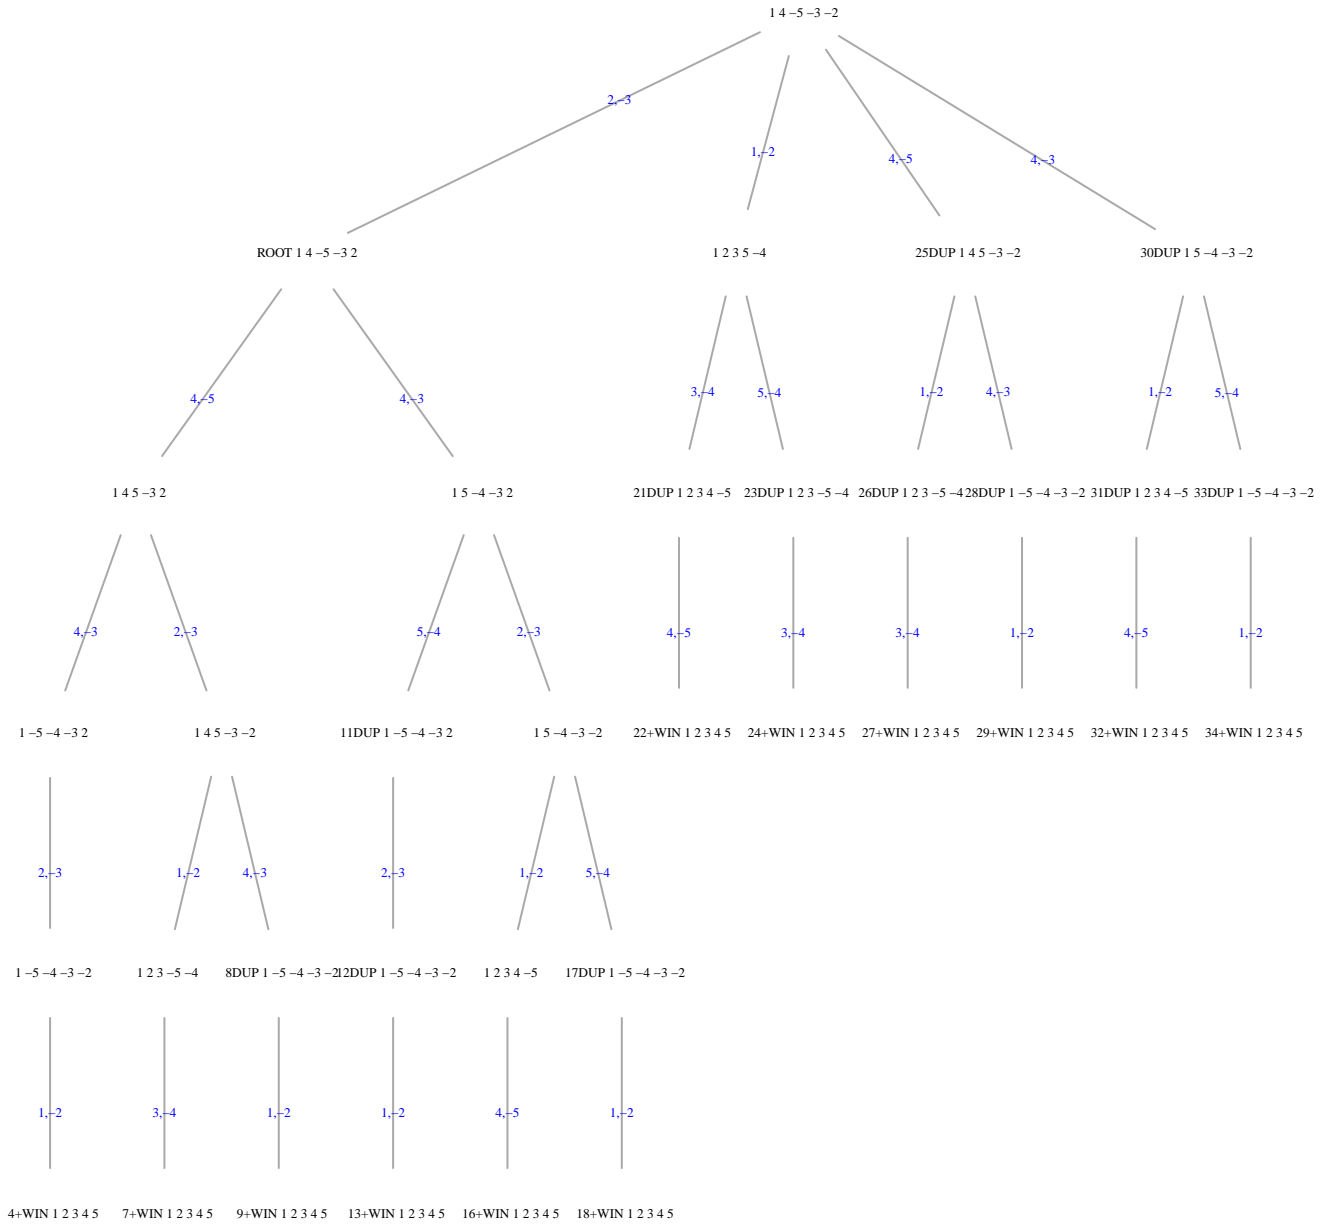 1 4 −5 −3 −2
2,−3
1,−2
4,−5
4,−3
ROOT 1 4 −5 −3 2
1 2 3 5 −4
25DUP 1 4 5 −3 −2
30DUP 1 5 −4 −3 −2
4,−5
4,−3
3,−4
5,−4
1,−2
4,−3
1,−2
5,−4
1 4 5 −3 2
1 5 −4 −3 2
21DUP 1 2 3 4 −5
23DUP 1 2 3 −5 −4
26DUP 1 2 3 −5 −4
28DUP 1 −5 −4 −3 −2
31DUP 1 2 3 4 −5
33DUP 1 −5 −4 −3 −2
4,−3
2,−3
5,−4
2,−3
4,−5
3,−4
3,−4
1,−2
4,−5
1,−2
1 −5 −4 −3 2
1 4 5 −3 −2
11DUP 1 −5 −4 −3 2
1 5 −4 −3 −2
22+WIN 1 2 3 4 5
24+WIN 1 2 3 4 5
27+WIN 1 2 3 4 5
29+WIN 1 2 3 4 5
32+WIN 1 2 3 4 5
34+WIN 1 2 3 4 5
2,−3
1,−2
4,−3
2,−3
1,−2
5,−4
1 −5 −4 −3 −2
1 2 3 −5 −4
8DUP 1 −5 −4 −3 −2
12DUP 1 −5 −4 −3 −2
1 2 3 4 −5
17DUP 1 −5 −4 −3 −2
1,−2
3,−4
1,−2
1,−2
4,−5
1,−2
4+WIN 1 2 3 4 5
7+WIN 1 2 3 4 5
9+WIN 1 2 3 4 5
13+WIN 1 2 3 4 5
16+WIN 1 2 3 4 5
18+WIN 1 2 3 4 5